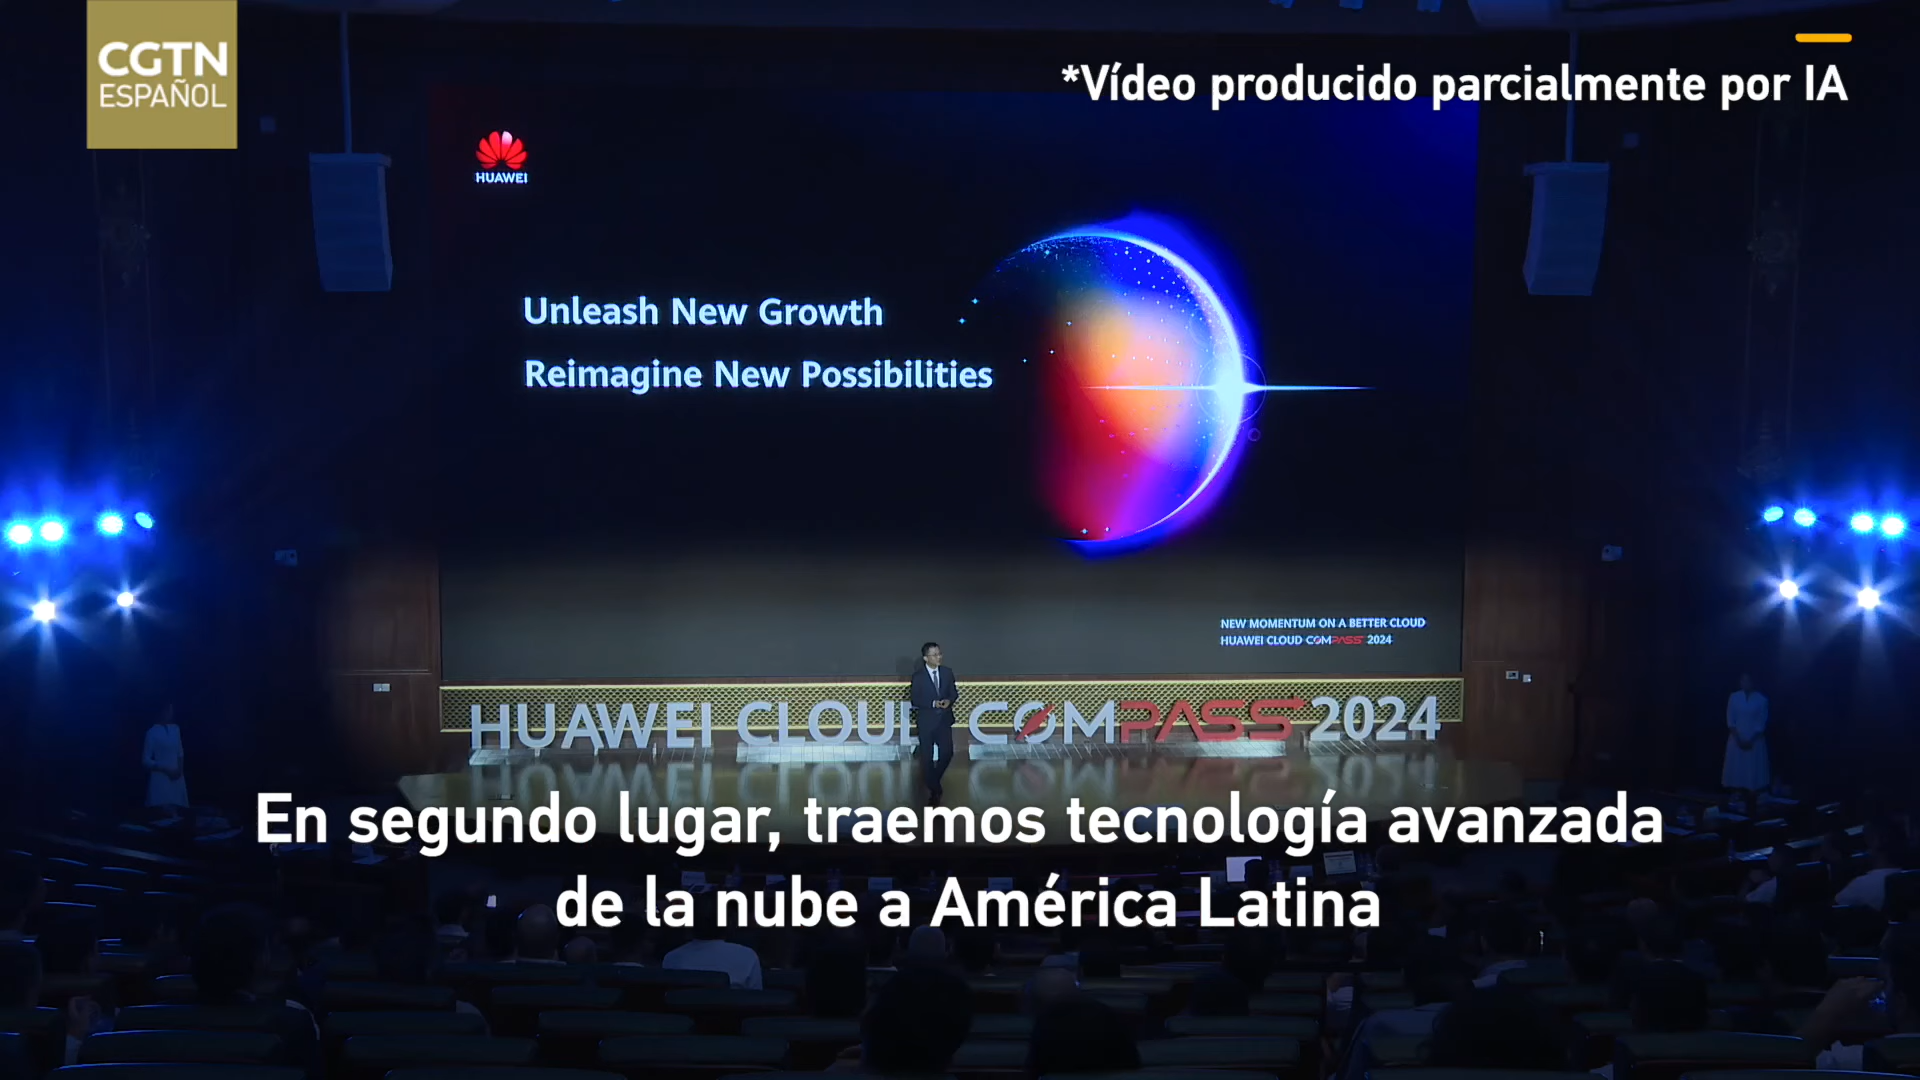 CGTN
ESPAÑOL
*Vídeo producido parcialmente por IA
HUAWEI
Unleash New Growth
Reimagine New Possibilities
NEW MOMENTUM ON A BETTER CLOUD
HUAWEI CLOUD COMPASS 2024
HUAWEI CLOUD COMPASS 2024
En segundo lugar, traemos tecnología avanzada
de la nube a América Latina